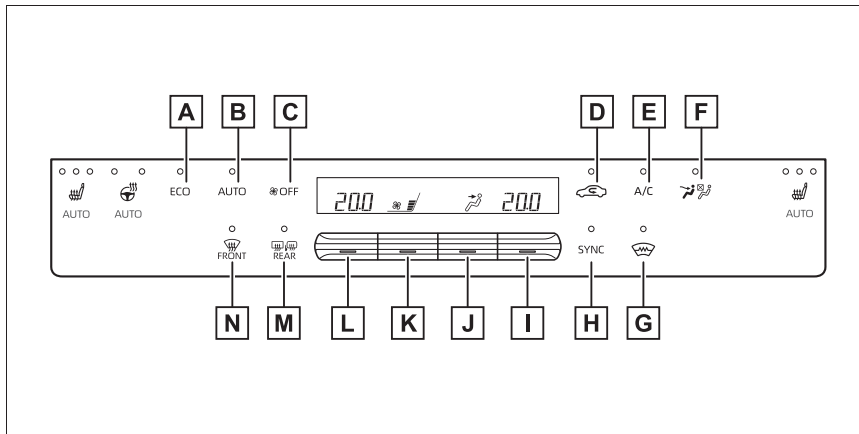 A B C D E F
ECO AUTO OFF 20.0 20.0 A/C
AUTO AUTO AUTO
FRONT REAR SYNC
N M L K J I H G